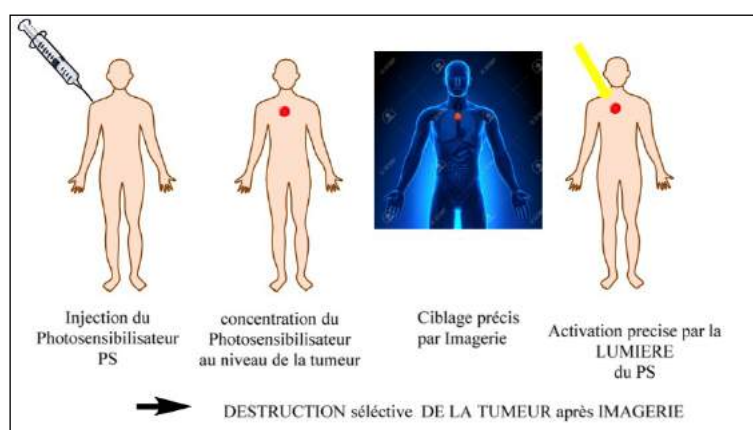 Injection du
Photosensibilisateur
PS
concentration du
Photosensibilisateur
au niveau de la tumeur
Ciblage précis
par Imagerie
Activation precise par la
LUMIERE
du PS
DESTRUCTION séléctive DE LA TUMEUR après IMAGERIE